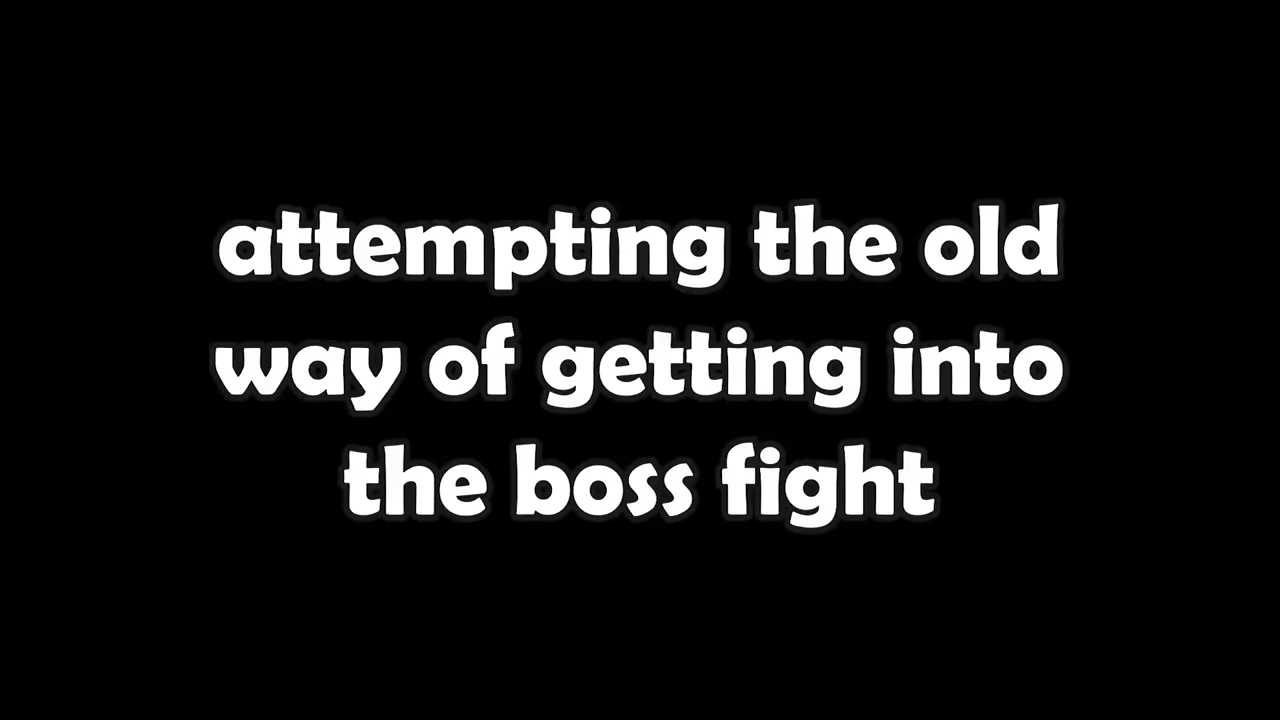 attempting the old
way of getting into
the boss fight